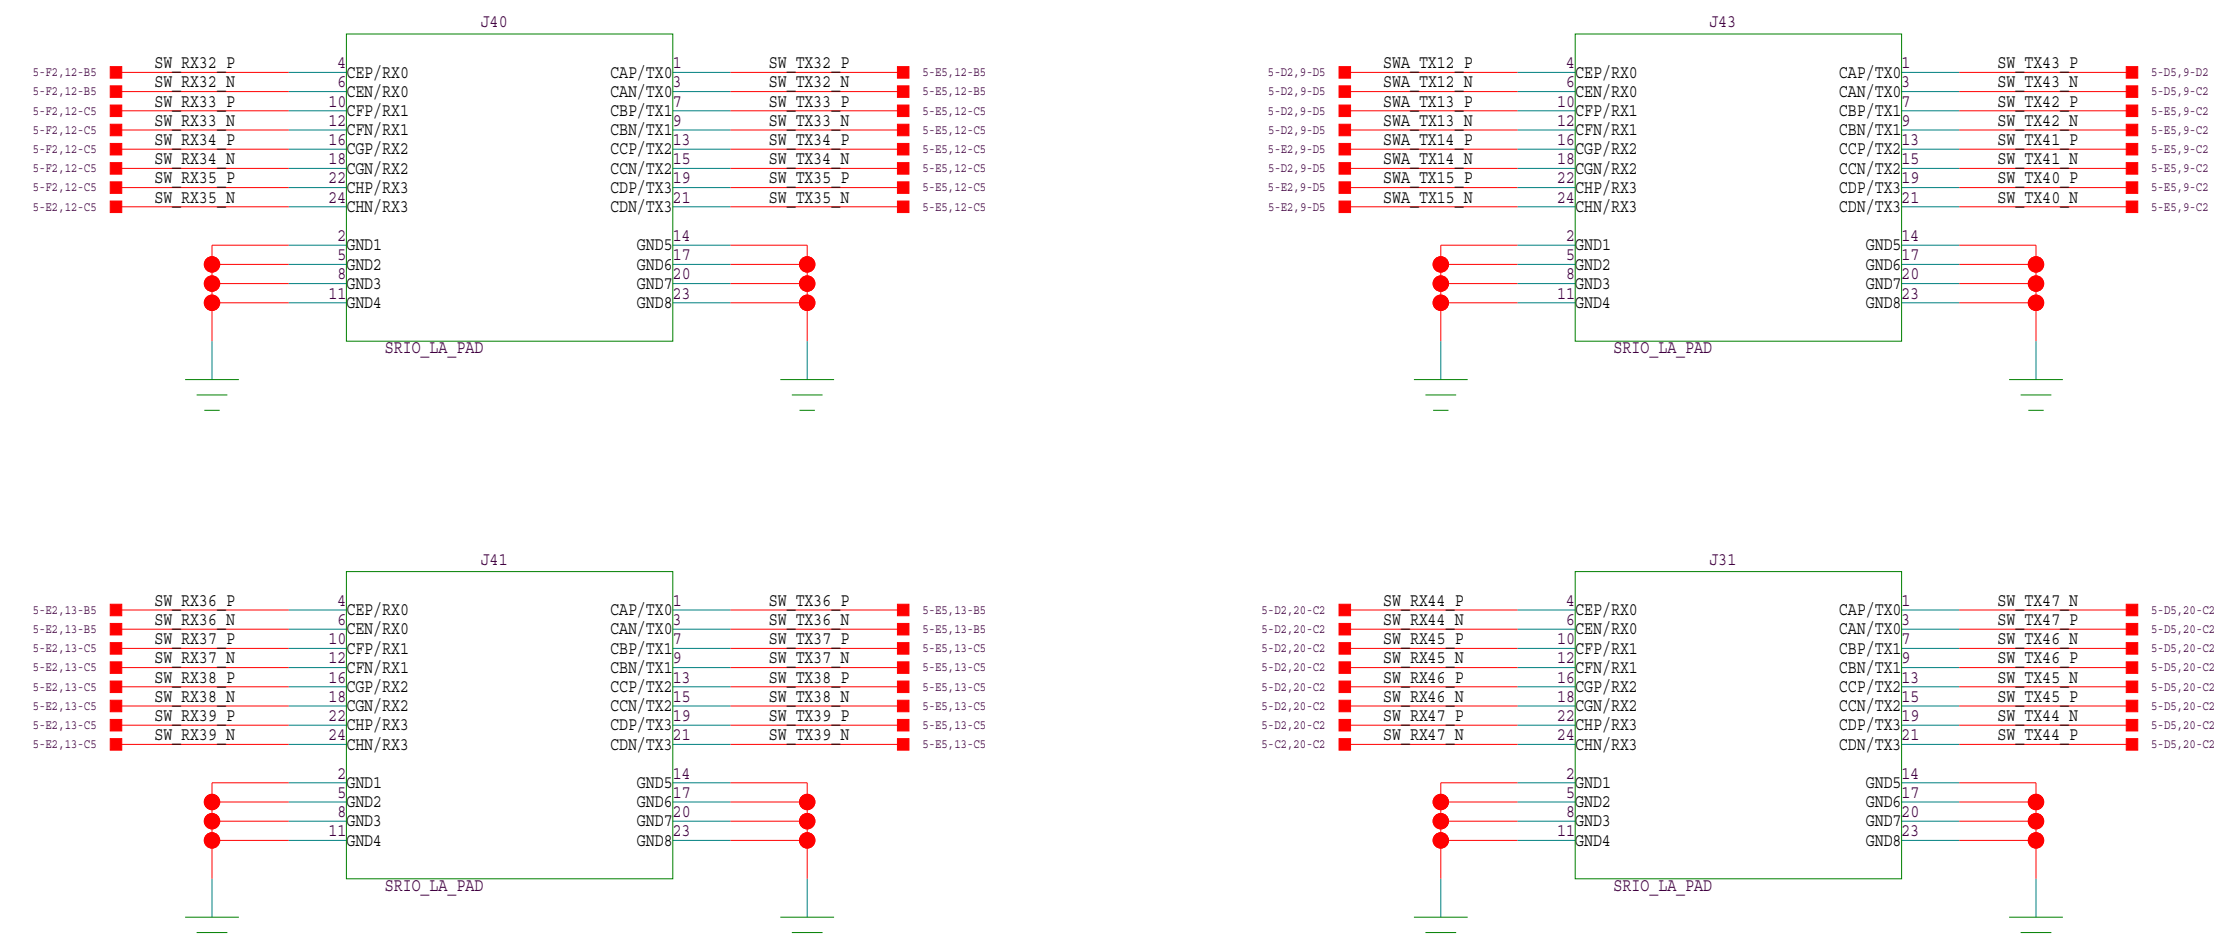 J40
5-F2,12-B5 SW_RX32_P 4 CEP/RX0 CAP/TX0 1 SW_TX32_P 5-E5,12-B5
5-F2,12-B5 SW_RX32_N 6 CEN/RX0 CAN/TX0 3 SW_TX32_N 5-E5,12-B5
5-F2,12-C5 SW_RX33_P 10 CFP/RX1 CBP/TX1 7 SW_TX33_P 5-E5,12-C5
5-F2,12-C5 SW_RX33_N 12 CFN/RX1 CBN/TX1 9 SW_TX33_N 5-E5,12-C5
5-F2,12-C5 SW_RX34_P 16 CGP/RX2 CCP/TX2 13 SW_TX34_P 5-E5,12-C5
5-F2,12-C5 SW_RX34_N 18 CGN/RX2 CCN/TX2 15 SW_TX34_N 5-E5,12-C5
5-F2,12-C5 SW_RX35_P 22 CHP/RX3 CDP/TX3 19 SW_TX35_P 5-E5,12-C5
5-E2,12-C5 SW_RX35_N 24 CHN/RX3 CDN/TX3 21 SW_TX35_N 5-E5,12-C5
2 GND1 GND5 14
5 GND2 GND6 17
8 GND3 GND7 20
11 GND4 GND8 23
SRIO_LA_PAD
J43
5-D2,9-D5 SWA_TX12_P 4 CEP/RX0 CAP/TX0 1 SW_TX43_P 5-D5,9-D2
5-D2,9-D5 SWA_TX12_N 6 CEN/RX0 CAN/TX0 3 SW_TX43_N 5-D5,9-C2
5-D2,9-D5 SWA_TX13_P 10 CFP/RX1 CBP/TX1 7 SW_TX42_P 5-E5,9-C2
5-D2,9-D5 SWA_TX13_N 12 CFN/RX1 CBN/TX1 9 SW_TX42_N 5-E5,9-C2
5-E2,9-D5 SWA_TX14_P 16 CGP/RX2 CCP/TX2 13 SW_TX41_P 5-E5,9-C2
5-D2,9-D5 SWA_TX14_N 18 CGN/RX2 CCN/TX2 15 SW_TX41_N 5-E5,9-C2
5-E2,9-D5 SWA_TX15_P 22 CHP/RX3 CDP/TX3 19 SW_TX40_P 5-E5,9-C2
5-E2,9-D5 SWA_TX15_N 24 CHN/RX3 CDN/TX3 21 SW_TX40_N 5-E5,9-C2
2 GND1 GND5 14
5 GND2 GND6 17
8 GND3 GND7 20
11 GND4 GND8 23
SRIO_LA_PAD
J41
5-E2,13-B5 SW_RX36_P 4 CEP/RX0 CAP/TX0 1 SW_TX36_P 5-E5,13-B5
5-E2,13-B5 SW_RX36_N 6 CEN/RX0 CAN/TX0 3 SW_TX36_N 5-E5,13-B5
5-E2,13-C5 SW_RX37_P 10 CFP/RX1 CBP/TX1 7 SW_TX37_P 5-E5,13-C5
5-E2,13-C5 SW_RX37_N 12 CFN/RX1 CBN/TX1 9 SW_TX37_N 5-E5,13-C5
5-E2,13-C5 SW_RX38_P 16 CGP/RX2 CCP/TX2 13 SW_TX38_P 5-E5,13-C5
5-E2,13-C5 SW_RX38_N 18 CGN/RX2 CCN/TX2 15 SW_TX38_N 5-E5,13-C5
5-E2,13-C5 SW_RX39_P 22 CHP/RX3 CDP/TX3 19 SW_TX39_P 5-E5,13-C5
5-E2,13-C5 SW_RX39_N 24 CHN/RX3 CDN/TX3 21 SW_TX39_N 5-E5,13-C5
2 GND1 GND5 14
5 GND2 GND6 17
8 GND3 GND7 20
11 GND4 GND8 23
SRIO_LA_PAD
J31
5-D2,20-C2 SW_RX44_P 4 CEP/RX0 CAP/TX0 1 SW_TX47_N 5-D5,20-C2
5-D2,20-C2 SW_RX44_N 6 CEN/RX0 CAN/TX0 3 SW_TX47_P 5-D5,20-C2
5-D2,20-C2 SW_RX45_P 10 CFP/RX1 CBP/TX1 7 SW_TX46_N 5-D5,20-C2
5-D2,20-C2 SW_RX45_N 12 CFN/RX1 CBN/TX1 9 SW_TX46_P 5-D5,20-C2
5-D2,20-C2 SW_RX46_P 16 CGP/RX2 CCP/TX2 13 SW_TX45_N 5-D5,20-C2
5-D2,20-C2 SW_RX46_N 18 CGN/RX2 CCN/TX2 15 SW_TX45_P 5-D5,20-C2
5-D2,20-C2 SW_RX47_P 22 CHP/RX3 CDP/TX3 19 SW_TX44_N 5-D5,20-C2
5-C2,20-C2 SW_RX47_N 24 CHN/RX3 CDN/TX3 21 SW_TX44_P 5-D5,20-C2
2 GND1 GND5 14
5 GND2 GND6 17
8 GND3 GND7 20
11 GND4 GND8 23
SRIO_LA_PAD